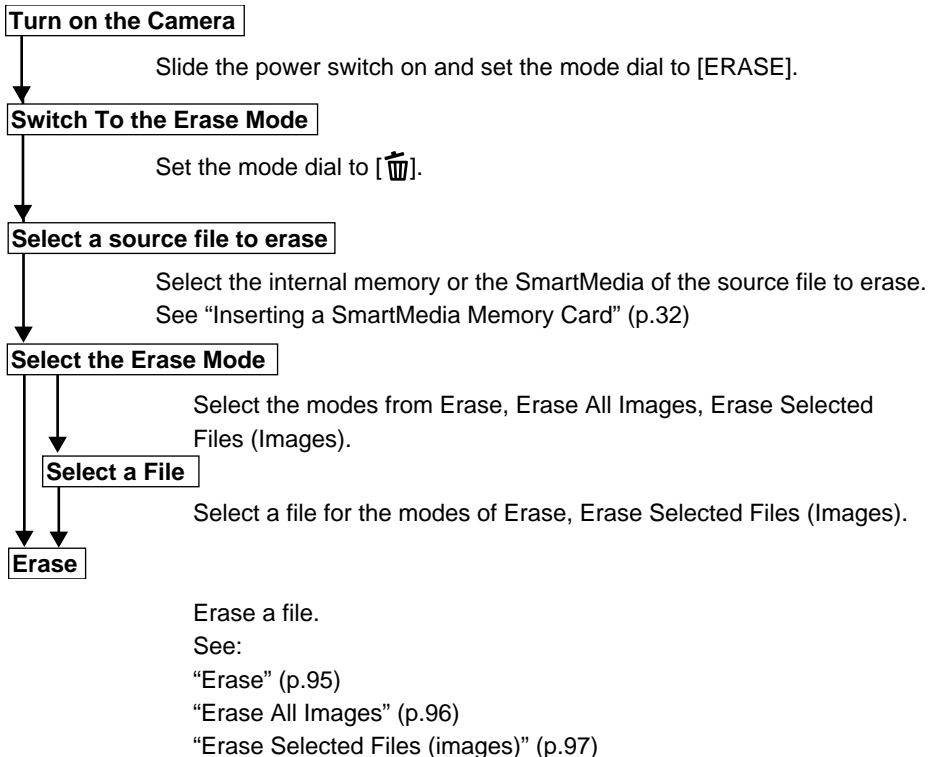 Turn on the Camera
Slide the power switch on and set the mode dial to [ERASE].
Switch To the Erase Mode
Set the mode dial to [🗑].
Select a source file to erase
Select the internal memory or the SmartMedia of the source file to erase.
See “Inserting a SmartMedia Memory Card” (p.32)
Select the Erase Mode
Select the modes from Erase, Erase All Images, Erase Selected
Files (Images).
Select a File
Select a file for the modes of Erase, Erase Selected Files (Images).
Erase
Erase a file.
See:
“Erase” (p.95)
“Erase All Images” (p.96)
“Erase Selected Files (images)” (p.97)